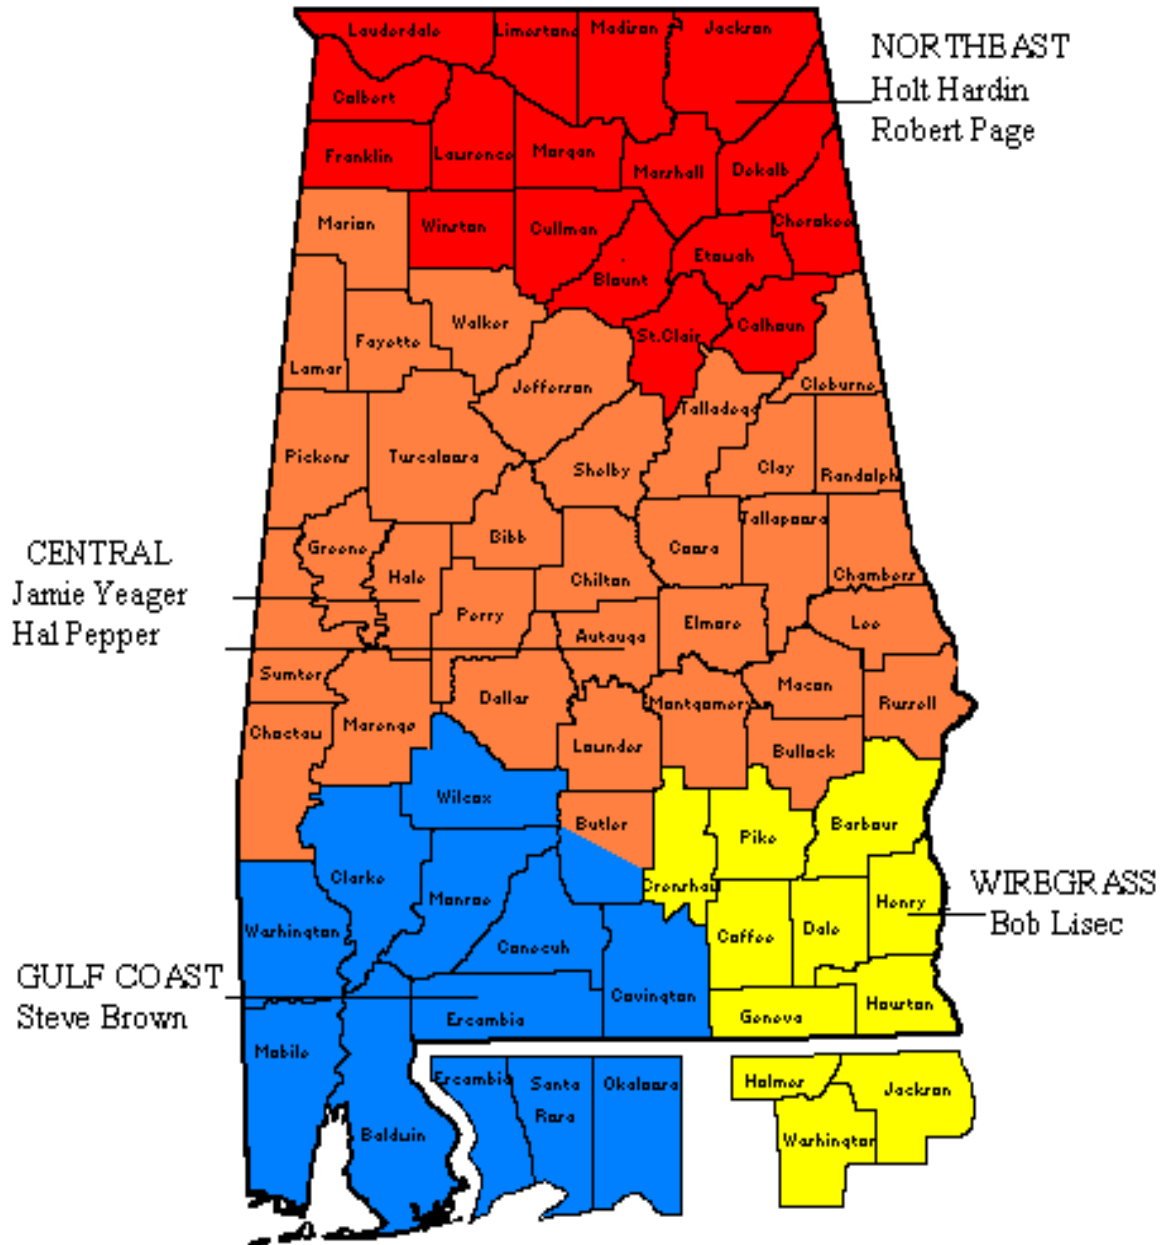 Lauderdale
Limestone
Madison
Jackson
NORTHEAST
Holt Hardin
Robert Page
Colbert
Franklin
Lawrence
Morgan
Marshall
Dekalb
Cherokee
Marion
Winston
Cullman
Blount
Etowah
Walker
St.Clair
Calhoun
Fayette
Lamar
Jefferson
Cleburne
Talladega
Pickens
Tuscaloosa
Shelby
Clay
Randolph
Greene
Bibb
Coosa
Tallapoosa
CENTRAL
Jamie Yeager
Hal Pepper
Hale
Chilton
Chambers
Perry
Autauga
Elmore
Lee
Sumter
Dallar
Macon
Russell
Choctaw
Marengo
Lowndes
Montgomery
Bullock
Wilcox
Butler
Pike
Barbour
Clarke
Monroe
Crenshaw
Henry
WIREGRASS
Bob Lisec
Washington
Conecuh
Coffee
Dale
GULF COAST
Steve Brown
Escambia
Covington
Geneva
Houston
Mobile
Baldwin
Escambia
Santa
Rosa
Okaloosa
Holmes
Jackson
Washington